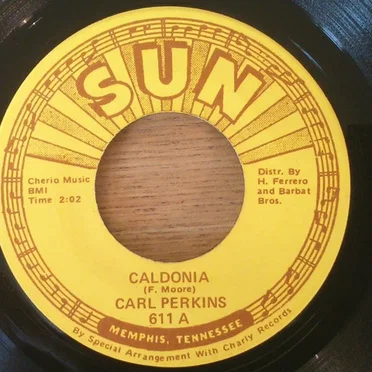 SUN
Cherio Music
BMI
Time 2:02
Distr. By
H. Ferrero
and Barbat
Bros.
CALDONIA
(F. Moore)
CARL PERKINS
611 A
MEMPHIS, TENNESSEE
By Special Arrangement With Charly Records